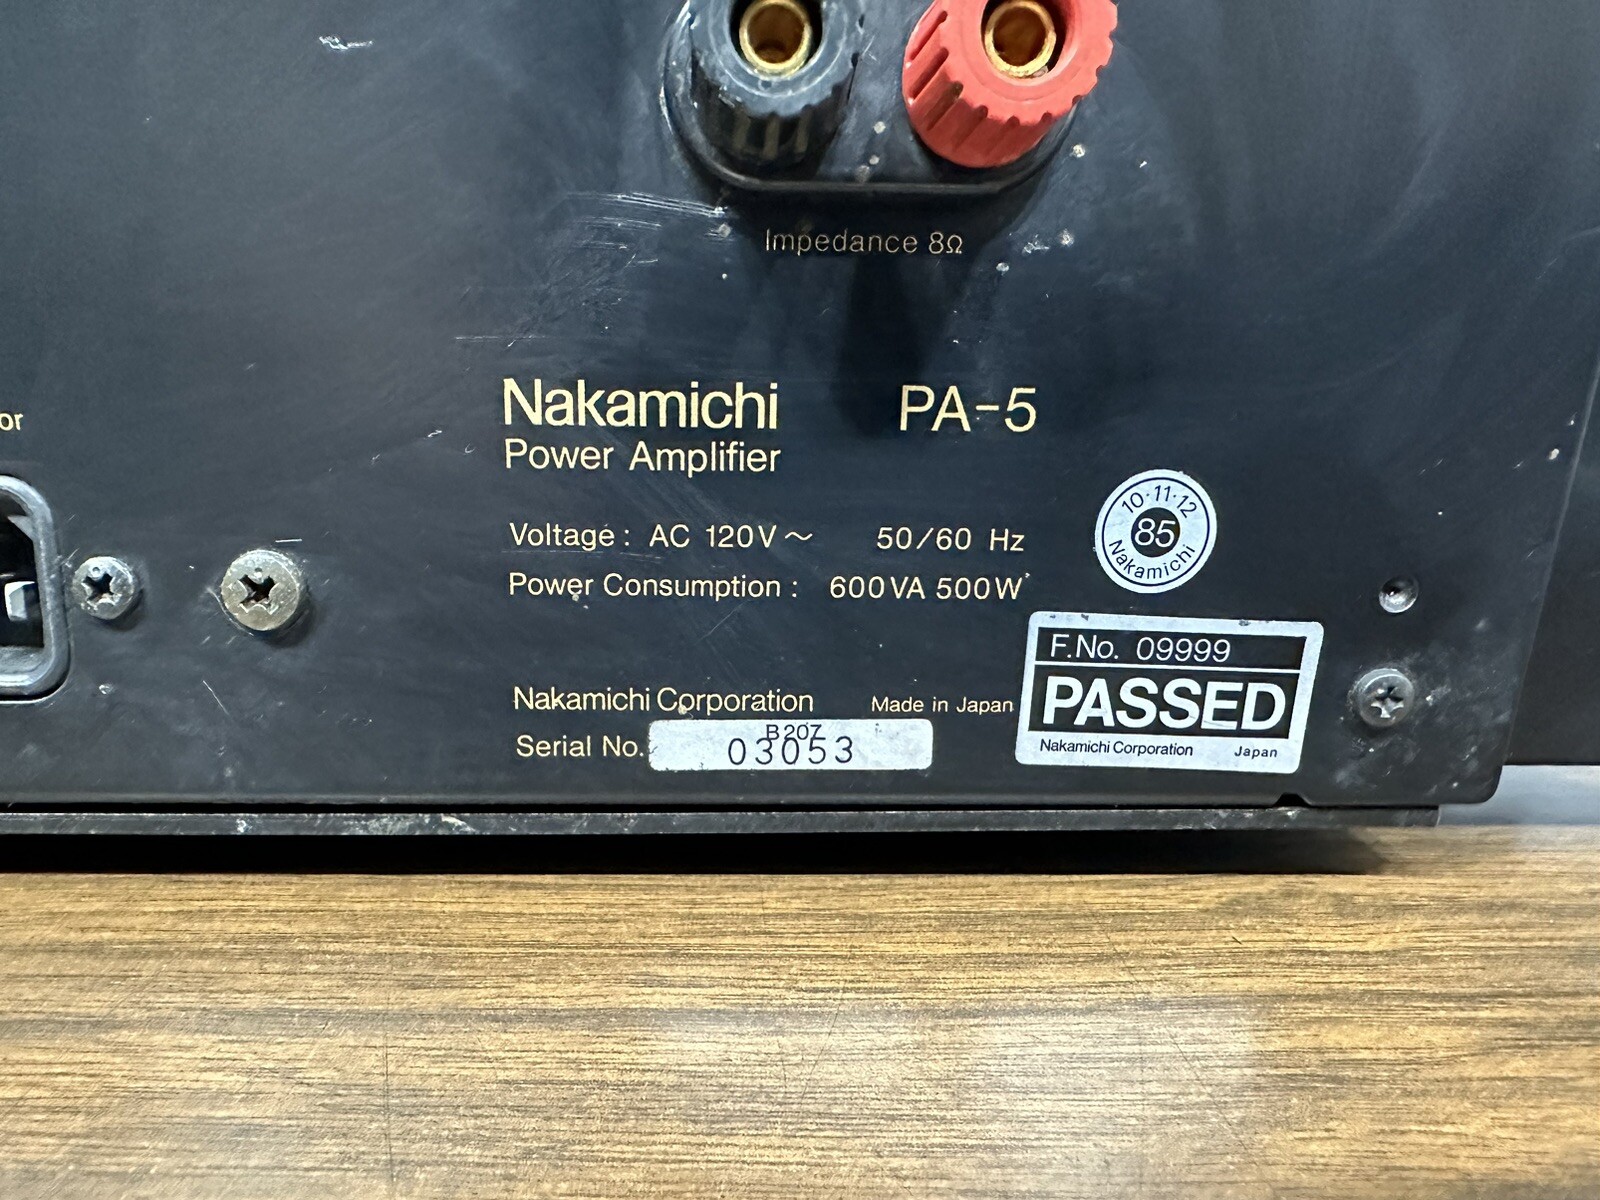 Impedance 8Ω
Nakamichi PA-5
Power Amplifier
or
Voltage : AC 120V ~ 50/60 Hz
Power Consumption : 600VA 500W
10·11·12
85
Nakamichi
F.No. 09999
PASSED
Nakamichi Corporation Japan
Nakamichi Corporation Made in Japan
Serial No. 03053
B207